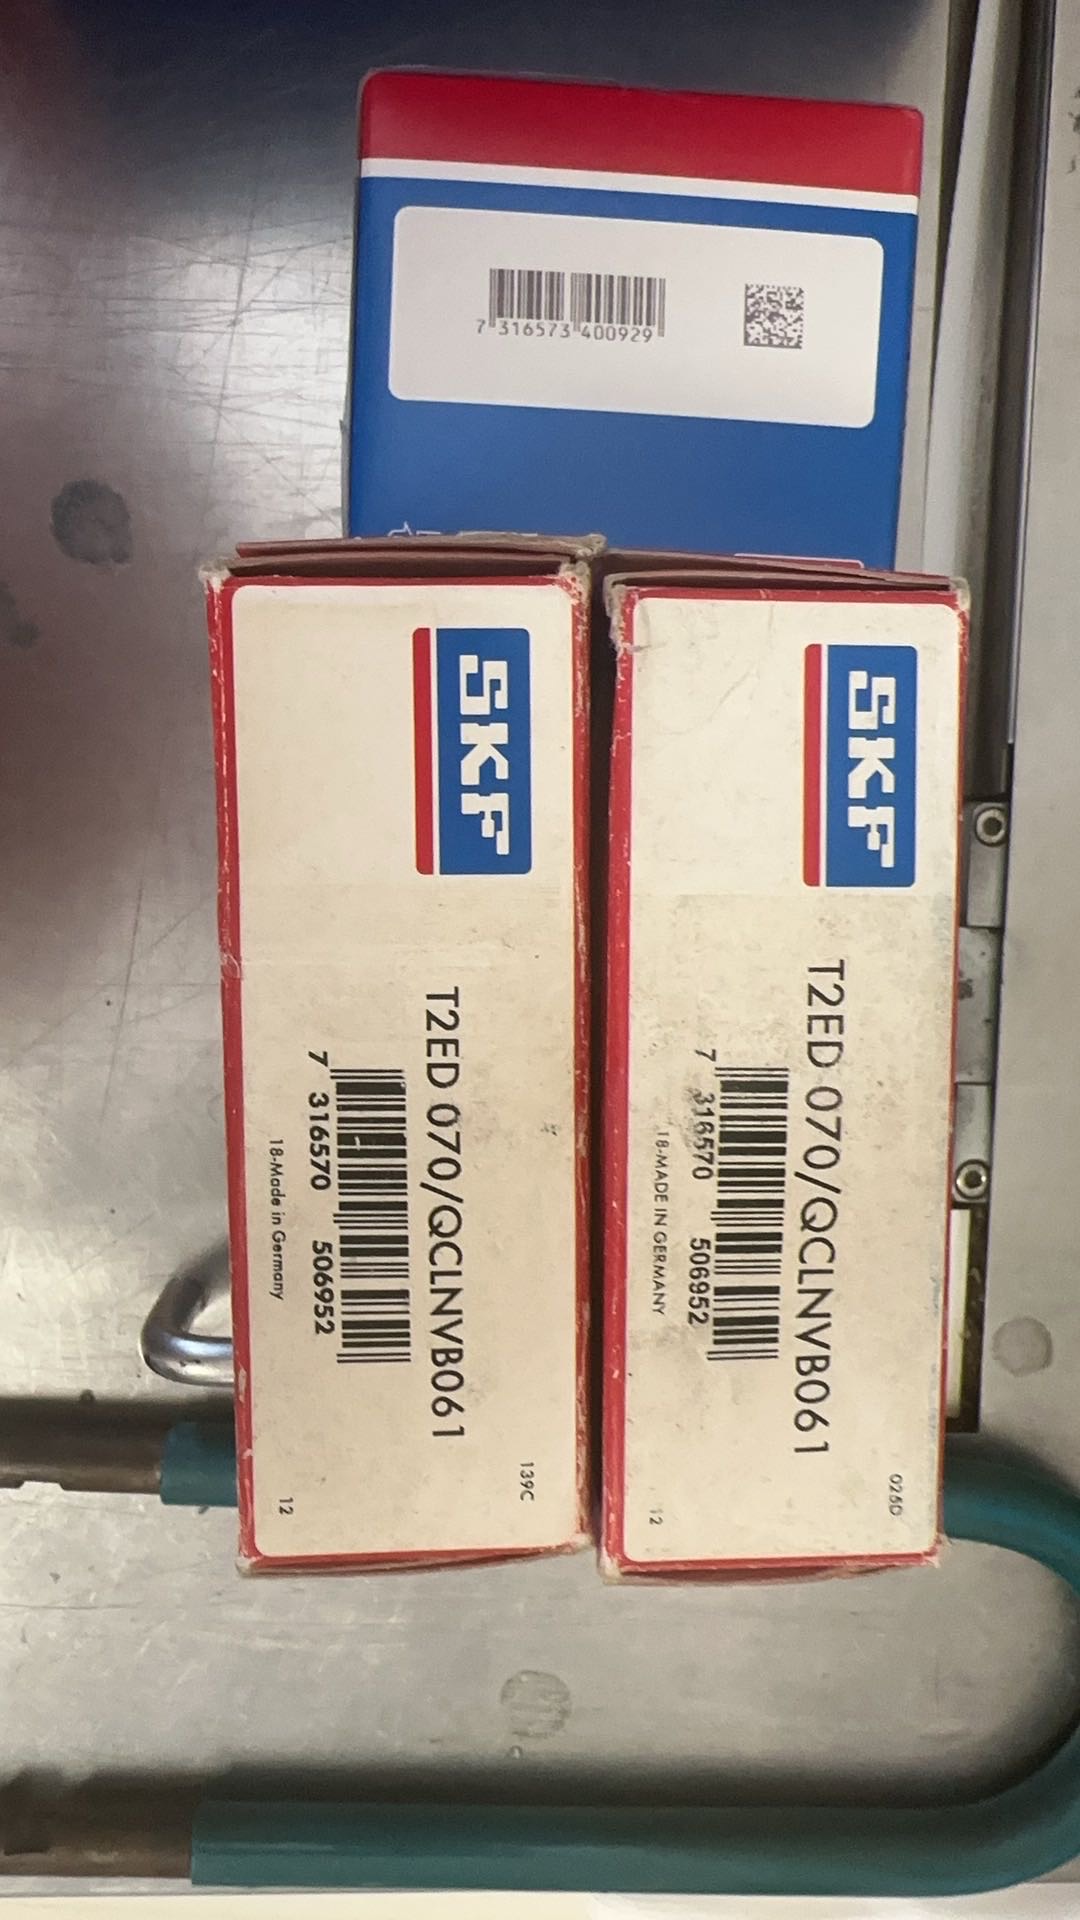 7 316573 400929
SKF
T2ED 070/QCLNVB061
7 316570 506952
18-Made in Germany
139C
12
SKF
T2ED 070/QCLNVB061
7 316570 506952
18-MADE IN GERMANY
026D
12